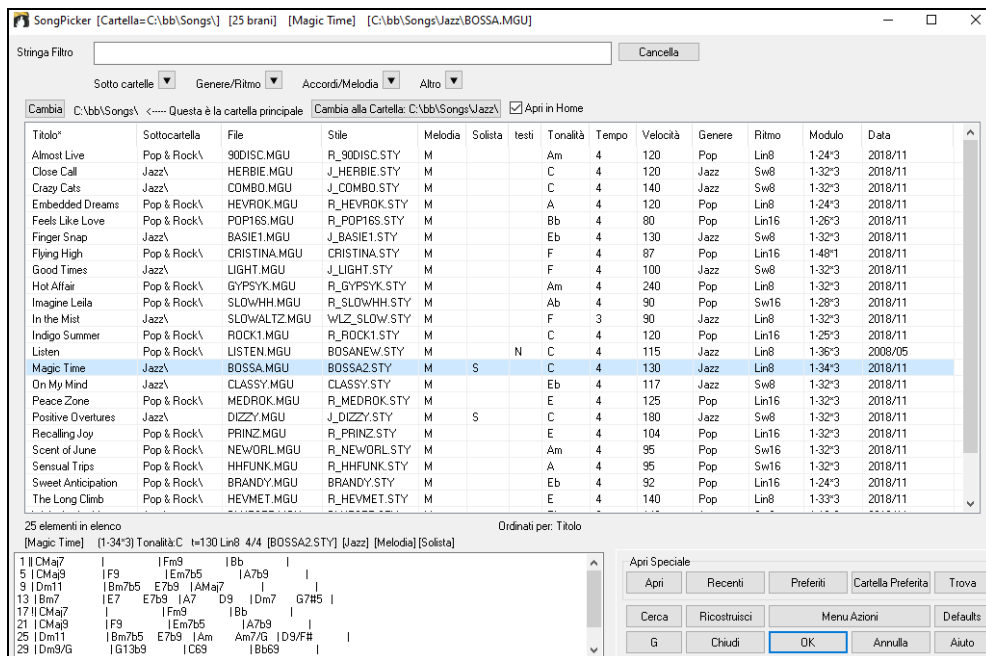 SongPicker [Cartella=C:\bb\Songs\] [25 brani] [Magic Time] [C:\bb\Songs\Jazz\BOSSA.MGU]
Stringa Filtro Cancella
Sotto cartelle Genere/Ritmo Accordi/Melodia Altro
Cambia C:\bb\Songs\ <----- Questa è la cartella principale Cambia alla Cartella: C:\bb\Songs\Jazz\ Apri in Home
Titolo* Sottocartella File Stile Melodia Solista testi Tonalità Tempo Velocità Genere Ritmo Modulo Data
Almost Live Pop & Rock\ 90DISC.MGU R_90DISC.STY M Am 4 120 Pop Lin8 1-24*3 2018/11
Close Call Jazz\ HERBIE.MGU J_HERBIE.STY M C 4 120 Jazz Sw8 1-32*3 2018/11
Crazy Cats Jazz\ COMBO.MGU J_COMBO.STY M C 4 140 Jazz Sw8 1-32*3 2018/11
Embedded Dreams Pop & Rock\ HEVROK.MGU R_HEVROK.STY M A 4 120 Pop Lin8 1-24*3 2018/11
Feels Like Love Pop & Rock\ POP16S.MGU R_POP16S.STY M Bb 4 80 Pop Lin16 1-26*3 2018/11
Finger Snap Jazz\ BASIE1.MGU J_BASIE1.STY M Eb 4 130 Jazz Sw8 1-32*3 2018/11
Flying High Pop & Rock\ CRISTINA.MGU CRISTINA.STY M F 4 87 Pop Lin16 1-48*1 2018/11
Good Times Jazz\ LIGHT.MGU J_LIGHT.STY M F 4 100 Jazz Sw8 1-32*3 2018/11
Hot Affair Pop & Rock\ GYPSYK.MGU R_GYPSYK.STY M Am 4 240 Pop Lin8 1-32*3 2018/11
Imagine Leila Pop & Rock\ SLOWHH.MGU R_SLOWHH.STY M Ab 4 90 Pop Sw16 1-28*3 2018/11
In the Mist Jazz\ SLOWALTZ.MGU WLZ_SLOW.STY M F 3 90 Jazz Lin8 1-32*3 2018/11
Indigo Summer Pop & Rock\ ROCK1.MGU R_ROCK1.STY M C 4 120 Pop Lin16 1-25*3 2018/11
Listen Pop & Rock\ LISTEN.MGU BOSANEW.STY M N C 4 115 Jazz Lin8 1-36*3 2008/05
Magic Time Jazz\ BOSSA.MGU BOSSA2.STY M S C 4 130 Jazz Lin8 1-34*3 2018/11
On My Mind Jazz\ CLASSY.MGU CLASSY.STY M Eb 4 117 Jazz Sw8 1-32*3 2018/11
Peace Zone Pop & Rock\ MEDROK.MGU R_MEDROK.STY M E 4 125 Pop Lin16 1-32*3 2018/11
Positive Overtures Jazz\ DIZZY.MGU J_DIZZY.STY M S C 4 180 Jazz Sw8 1-32*3 2018/11
Recalling Joy Pop & Rock\ PRINZ.MGU R_PRINZ.STY M E 4 104 Pop Lin16 1-32*3 2018/11
Scent of June Pop & Rock\ NEWORL.MGU R_NEWORL.STY M Am 4 95 Pop Sw16 1-32*3 2018/11
Sensual Trips Pop & Rock\ HHFUNK.MGU R_HHFUNK.STY M A 4 95 Pop Sw16 1-32*3 2018/11
Sweet Anticipation Pop & Rock\ BRANDY.MGU BRANDY.STY M Eb 4 92 Pop Lin16 1-24*3 2018/11
The Long Climb Pop & Rock\ HEVMET.MGU R_HEVMET.STY M E 4 140 Pop Lin8 1-33*3 2018/11
25 elementi in elenco Ordinati per: Titolo
[Magic Time] (1-34*3) Tonalità:C t=130 Lin8 4/4 [BOSSA2.STY] [Jazz] [Melodia] [Solista]
1 || CMaj7 | | Fm9 | Bb |
5 | CMaj9 | F9 | Em7b5 | A7b9 |
9 | Dm11 | Bm7b5 E7b9 | AMaj7 | |
13 | Bm7 | E7 E7b9 | A7 D9 | Dm7 G7#5 |
17 !| CMaj7 | | Fm9 | Bb |
21 | CMaj9 | F9 | Em7b5 | A7b9 |
25 | Dm11 | Bm7b5 E7b9 | Am Am7/G | D9/F# |
29 | Dm9/G | G13b9 | C69 | Bb69 |
Apri Speciale
Apri Recenti Preferiti Cartella Preferita Trova
Cerca Ricostruisci Menu Azioni Defaults
G Chiudi OK Annulla Aiuto